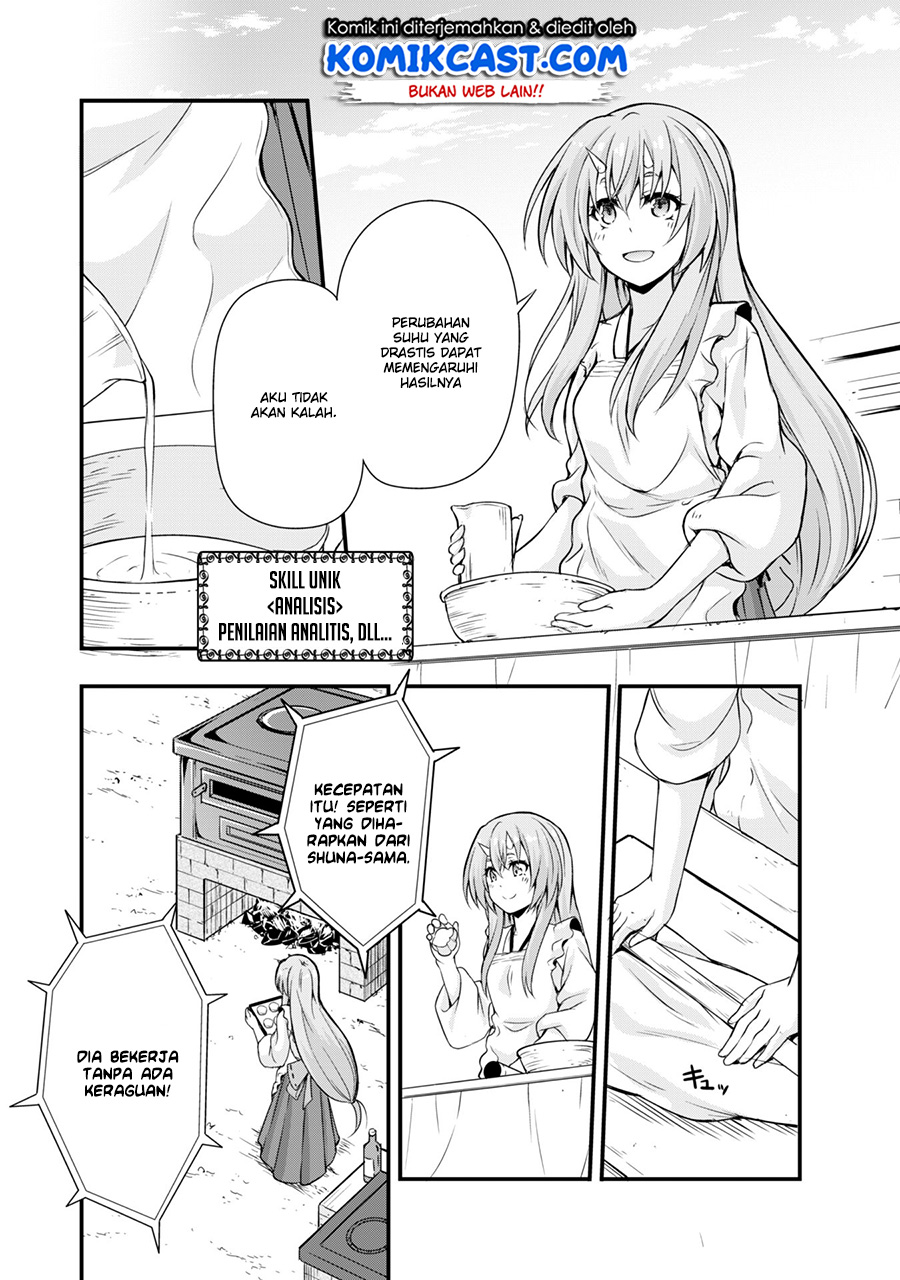 Komik ini diterjemahkan & diedit oleh
KOMIKCAST.COM
BUKAN WEB LAIN!!
PERUBAHAN
SUHU YANG
DRASTIS DAPAT
MEMENGARUHI
HASILNYA
AKU TIDAK
AKAN KALAH.
SKILL UNIK
<ANALISIS>
PENILAIAN ANALITIS, DLL...
キュッ
KECEPATAN
ITU! SEPERTI
YANG DIHA-
RAPKAN DARI
SHUNA-SAMA.
DIA BEKERJA
TANPA ADA
KERAGUAN!